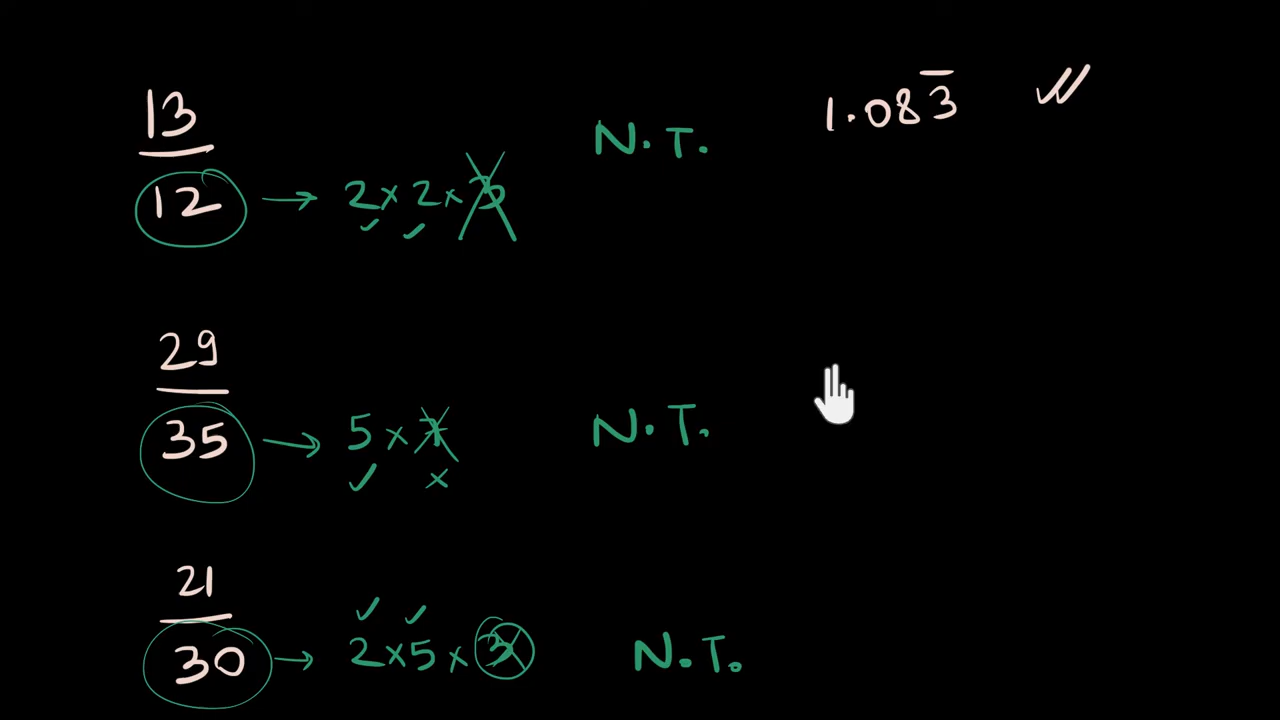 13
12 → 2 × 2 × 3 N.T. 1.083̅
29
35 → 5 × 7 N.T.
21
30 → 2 × 5 × 3 N.T.